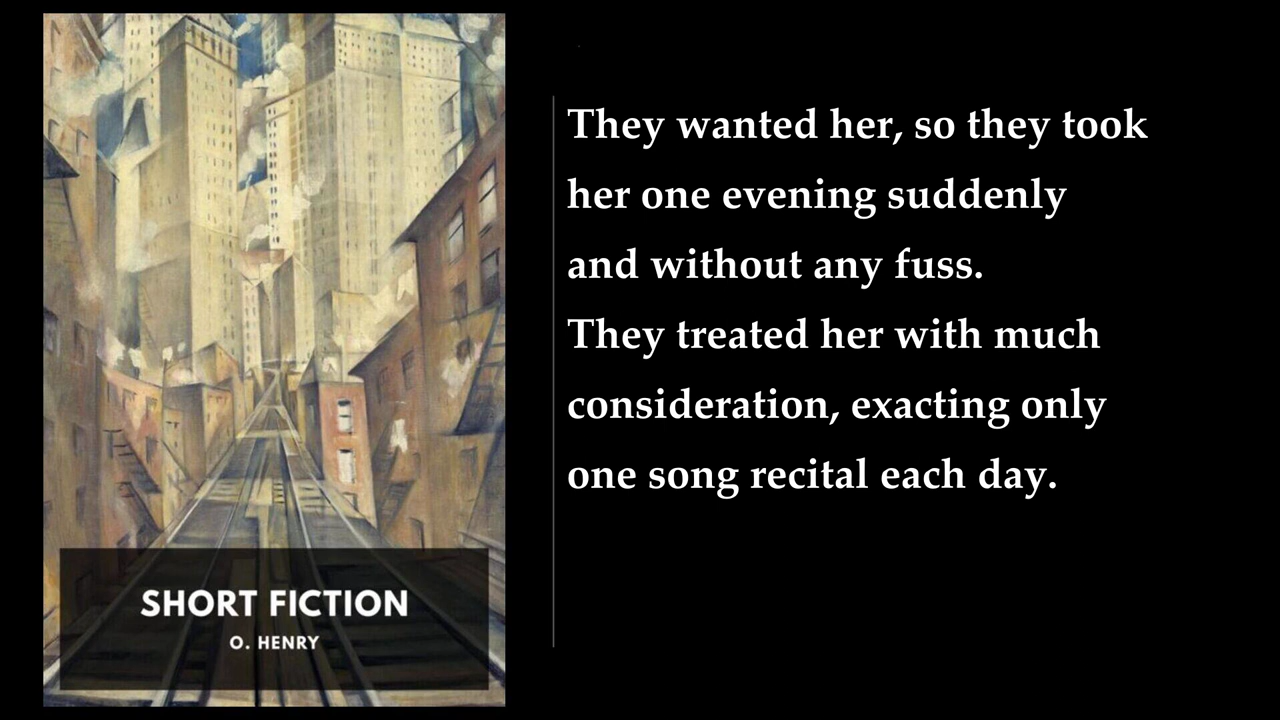 They wanted her, so they took
her one evening suddenly
and without any fuss.
They treated her with much
consideration, exacting only
one song recital each day.
SHORT FICTION
O. HENRY